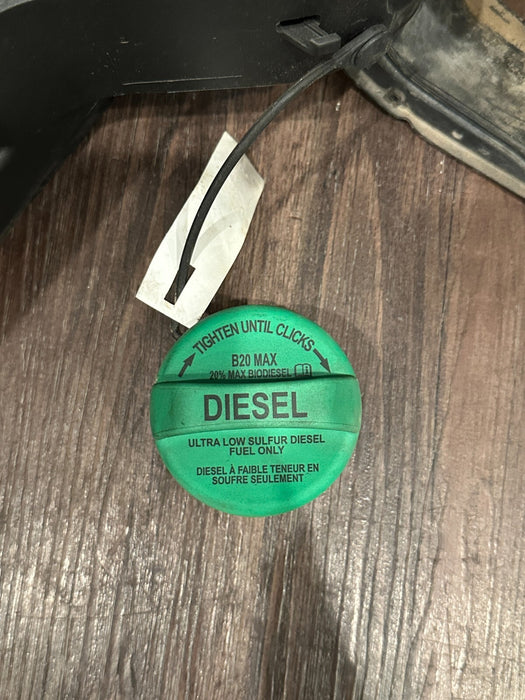 TIGHTEN UNTIL CLICKS
B20 MAX
20% MAX BIODIESEL
DIESEL
ULTRA LOW SULFUR DIESEL
FUEL ONLY
DIESEL À FAIBLE TENEUR EN
SOUFRE SEULEMENT